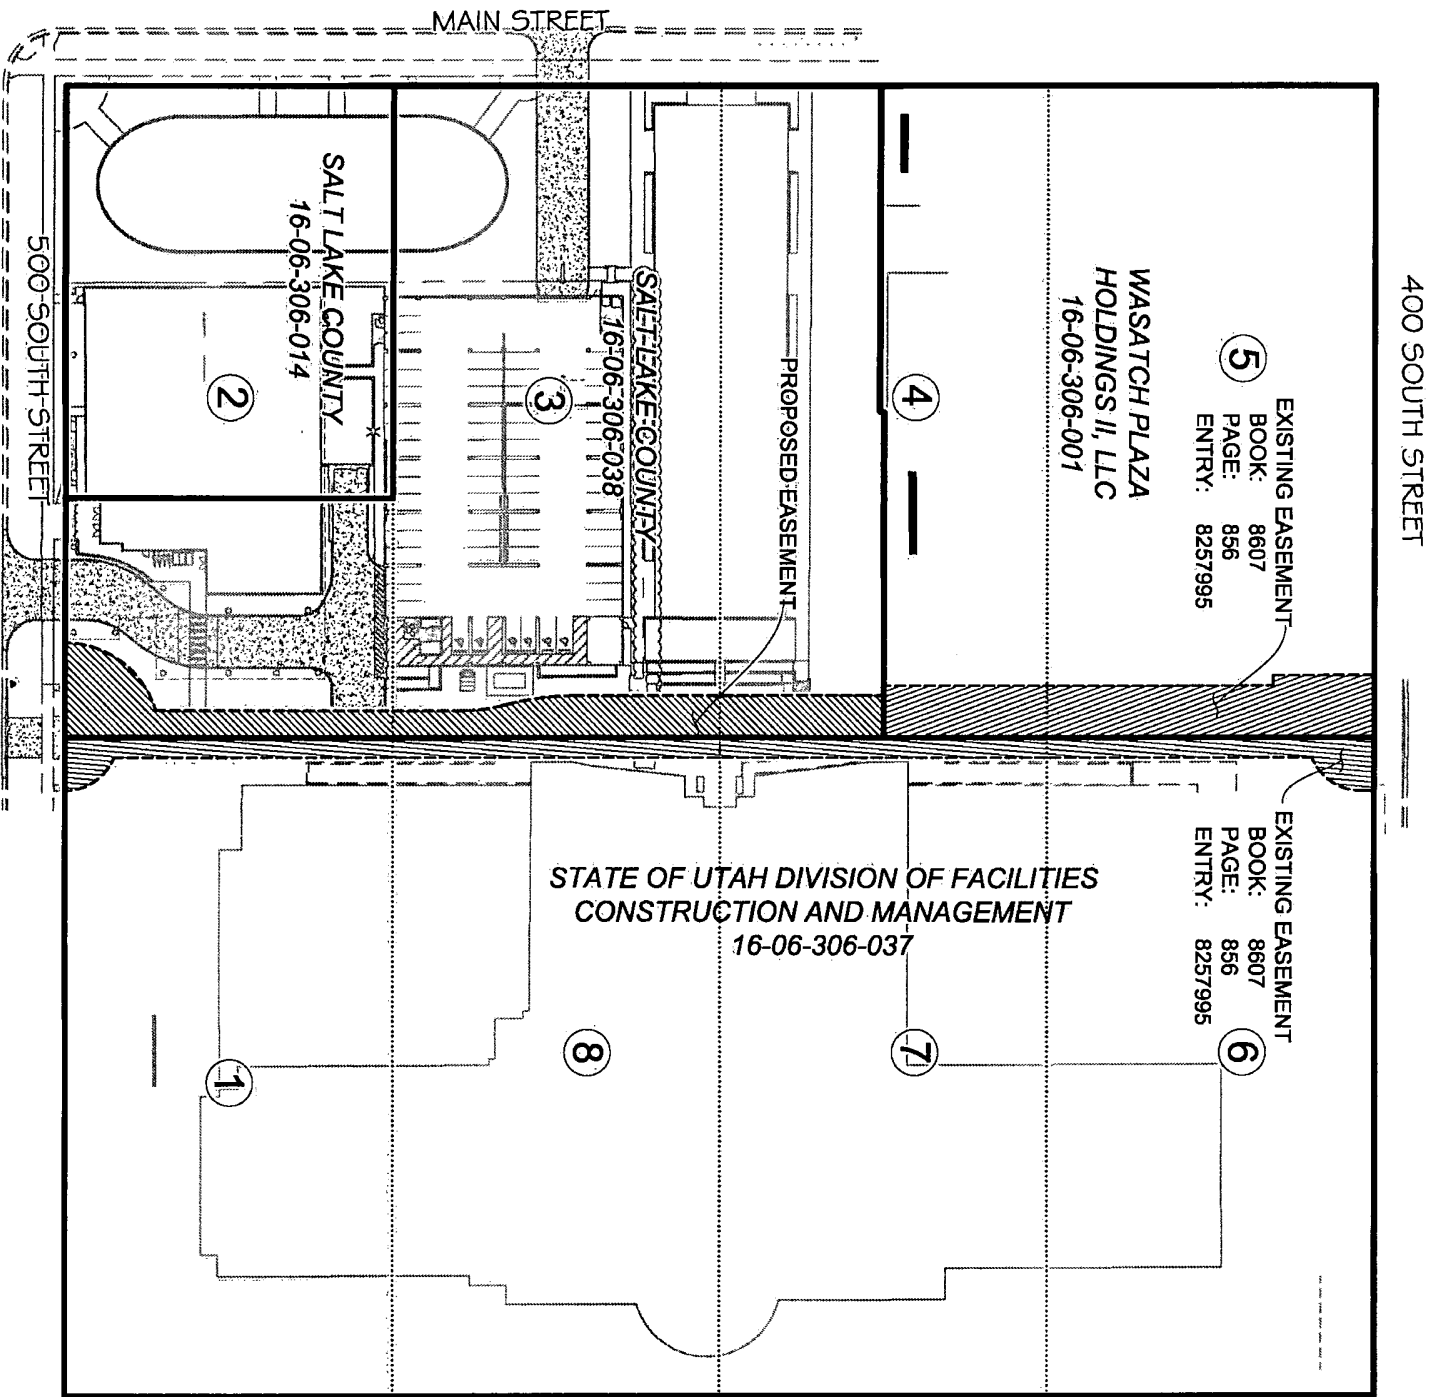 MAIN STREET
400 SOUTH STREET
500 SOUTH STREET
SALT LAKE COUNTY
16-06-306-014
2
SALT LAKE COUNTY
16-06-306-038
3
PROPOSED EASEMENT
4
WASATCH PLAZA
HOLDINGS II, LLC
16-06-306-001
5
EXISTING EASEMENT
BOOK: 8607
PAGE: 856
ENTRY: 8257995
EXISTING EASEMENT
BOOK: 8607
PAGE: 856
ENTRY: 8257995
6
STATE OF UTAH DIVISION OF FACILITIES
CONSTRUCTION AND MANAGEMENT
16-06-306-037
7
8
1